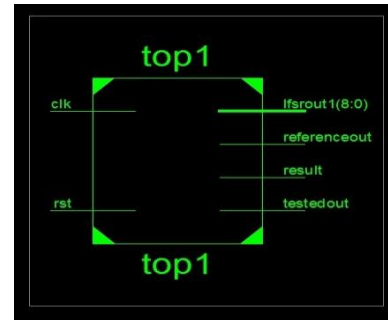 top1
clk
lfsrout1(8:0)
referenceout
result
rst
testedout
top1